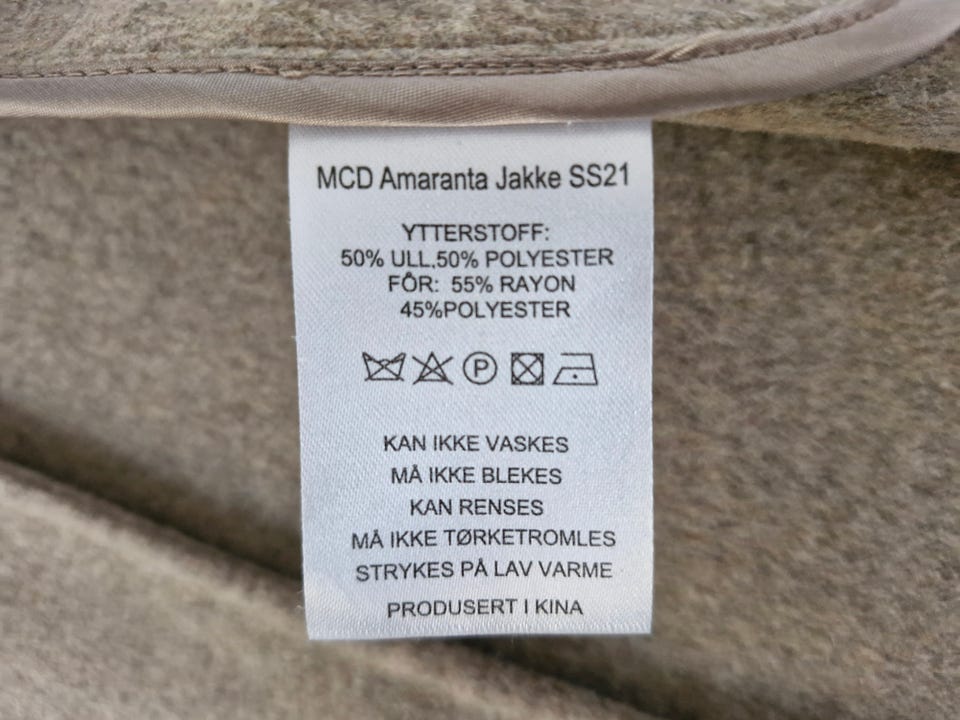 MCD Amaranta Jakke SS21
YTTERSTOFF:
50% ULL.50% POLYESTER
FÔR: 55% RAYON
45%POLYESTER
P
KAN IKKE VASKES
MÅ IKKE BLEKES
KAN RENSES
MÅ IKKE TØRKETROMLES
STRYKES PÅ LAV VARME
PRODUSERT I KINA